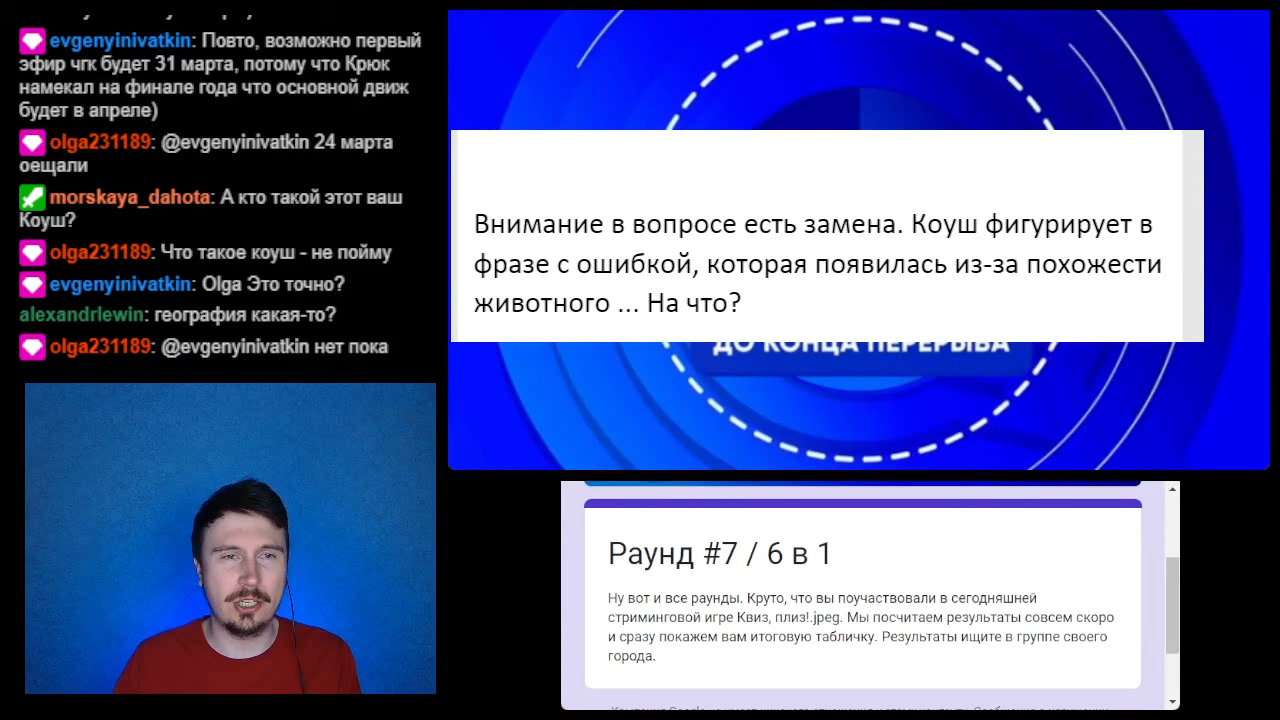 evgenyinivatkin: Повто, возможно первый
эфир чгк будет 31 марта, потому что Крюк
намекал на финале года что основной движ
будет в апреле)
olga231189: @evgenyinivatkin 24 марта
оещали
morskaya_dahota: А кто такой этот ваш
Коуш?
olga231189: Что такое коуш - не пойму
evgenyinivatkin: Olga Это точно?
alexandrlewin: география какая-то?
olga231189: @evgenyinivatkin нет пока
Внимание в вопросе есть замена. Коуш фигурирует в
фразе с ошибкой, которая появилась из-за похожести
животного ... На что?
ДО КОНЦА ПЕРЕРЫВА
Раунд #7 / 6 в 1
Ну вот и все раунды. Круто, что вы поучаствовали в сегодняшней
стриминговой игре Квиз, плиз!.jpeg. Мы посчитаем результаты совсем скоро
и сразу покажем вам итоговую табличку. Результаты ищите в группе своего
города.